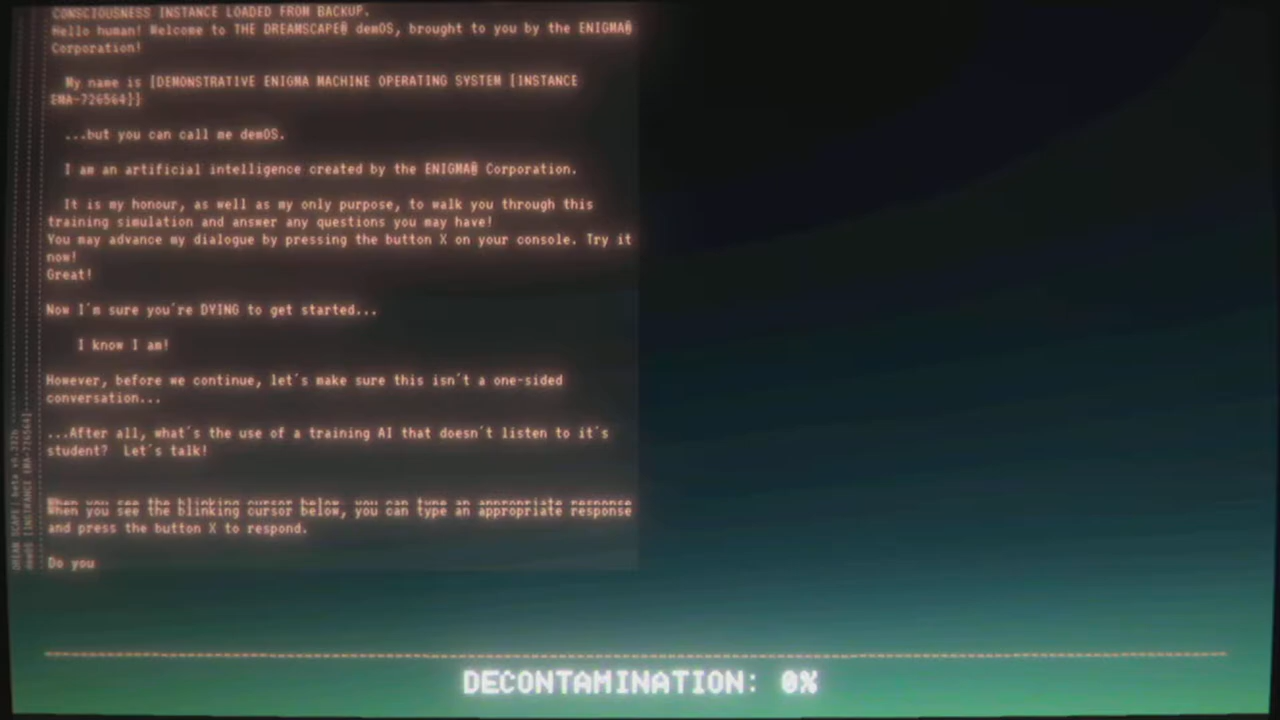 CONSCIOUSNESS INSTANCE LOADED FROM BACKUP.
Hello human! Welcome to THE DREAMSCAPE® demOS, brought to you by the ENIGMA®
Corporation!
My name is [DEMONSTRATIVE ENIGMA MACHINE OPERATING SYSTEM [INSTANCE
EMA-726564]]
...but you can call me demOS.
I am an artificial intelligence created by the ENIGMA® Corporation.
It is my honour, as well as my only purpose, to walk you through this
training simulation and answer any questions you may have!
You may advance my dialogue by pressing the button X on your console. Try it
now!
Great!
Now I'm sure you're DYING to get started...
I know I am!
However, before we continue, let's make sure this isn't a one-sided
conversation...
...After all, what's the use of a training AI that doesn't listen to it's
student? Let's talk!
When you see the blinking cursor below, you can type an appropriate response
When you see the blinking cursor below, you can type an appropriate response
and press the button X to respond.
Do you
demOS [INSTANCE EMA-726564]
DECONTAMINATION: 0%